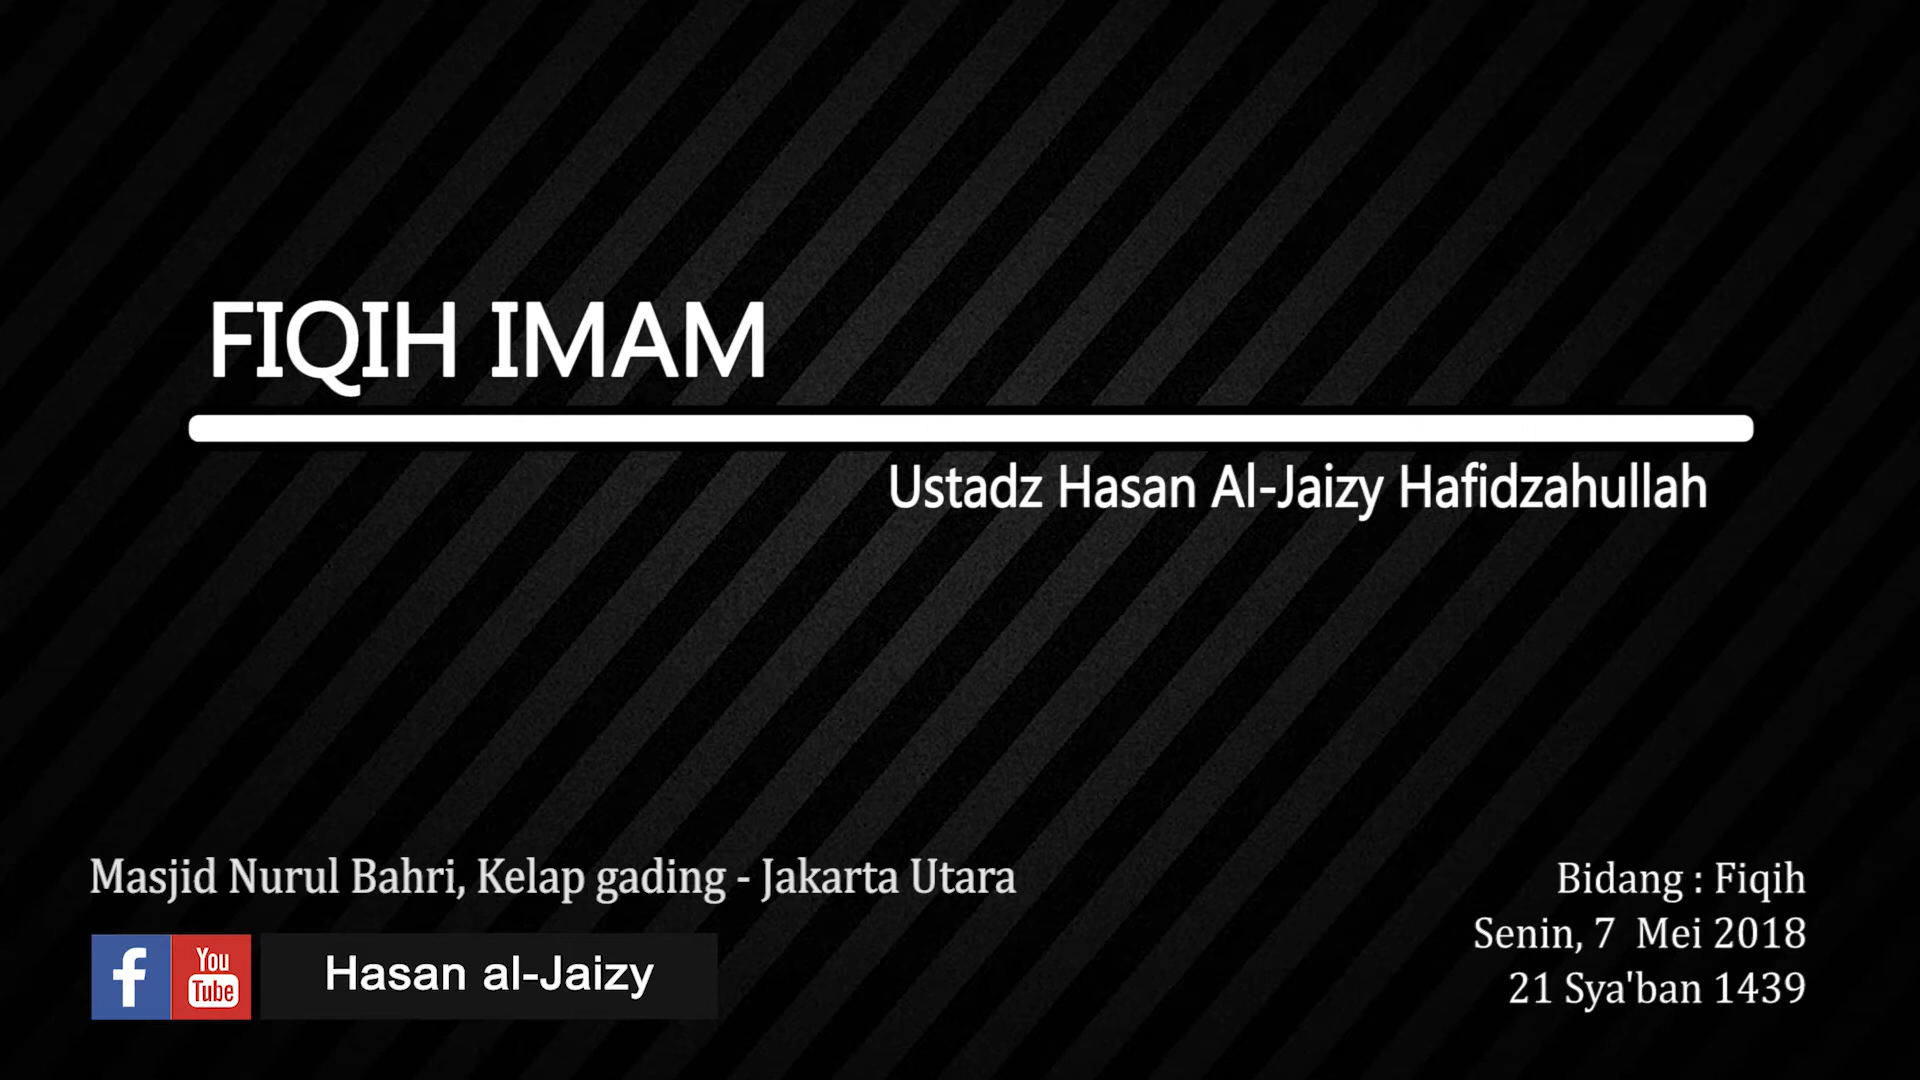 FIQIH IMAM
Ustadz Hasan Al-Jaizy Hafidzahullah
Masjid Nurul Bahri, Kelap gading - Jakarta Utara
f You Tube Hasan al-Jaizy
Bidang : Fiqih
Senin, 7  Mei 2018
21 Sya'ban 1439